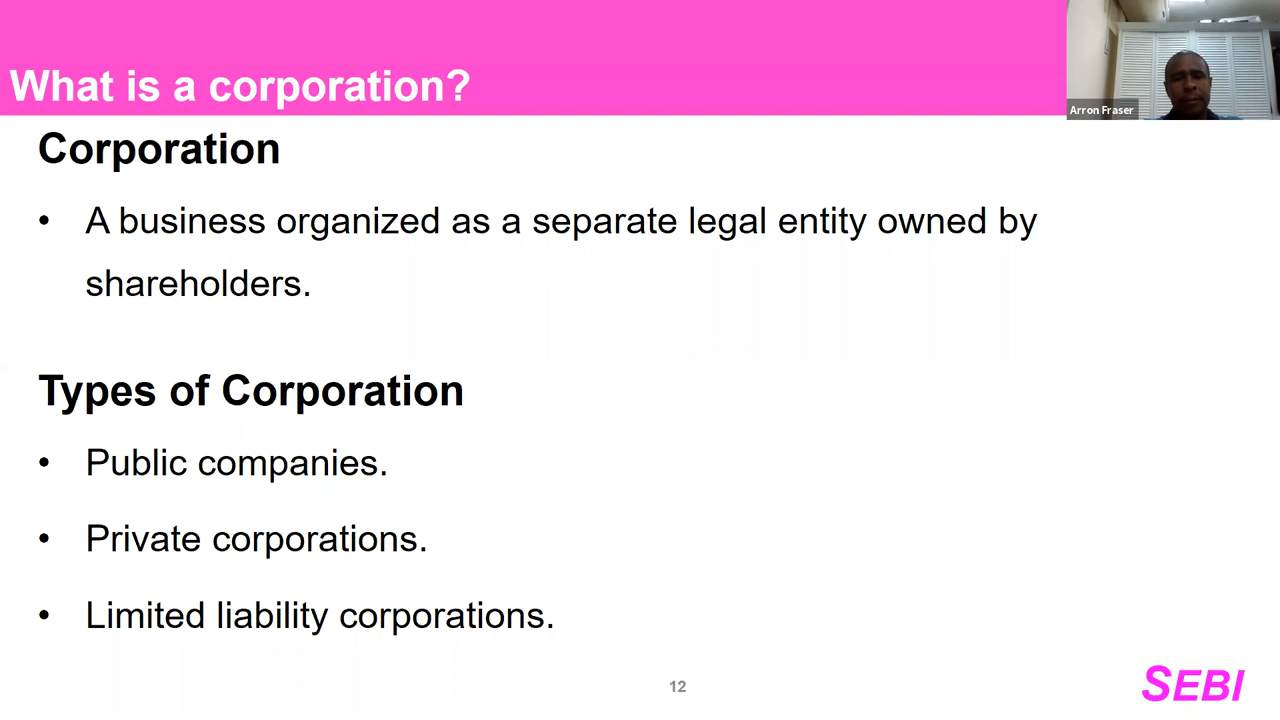 What is a corporation?
Arron Fraser
Corporation
• A business organized as a separate legal entity owned by
shareholders.
Types of Corporation
• Public companies.
• Private corporations.
• Limited liability corporations.
12
SEBI